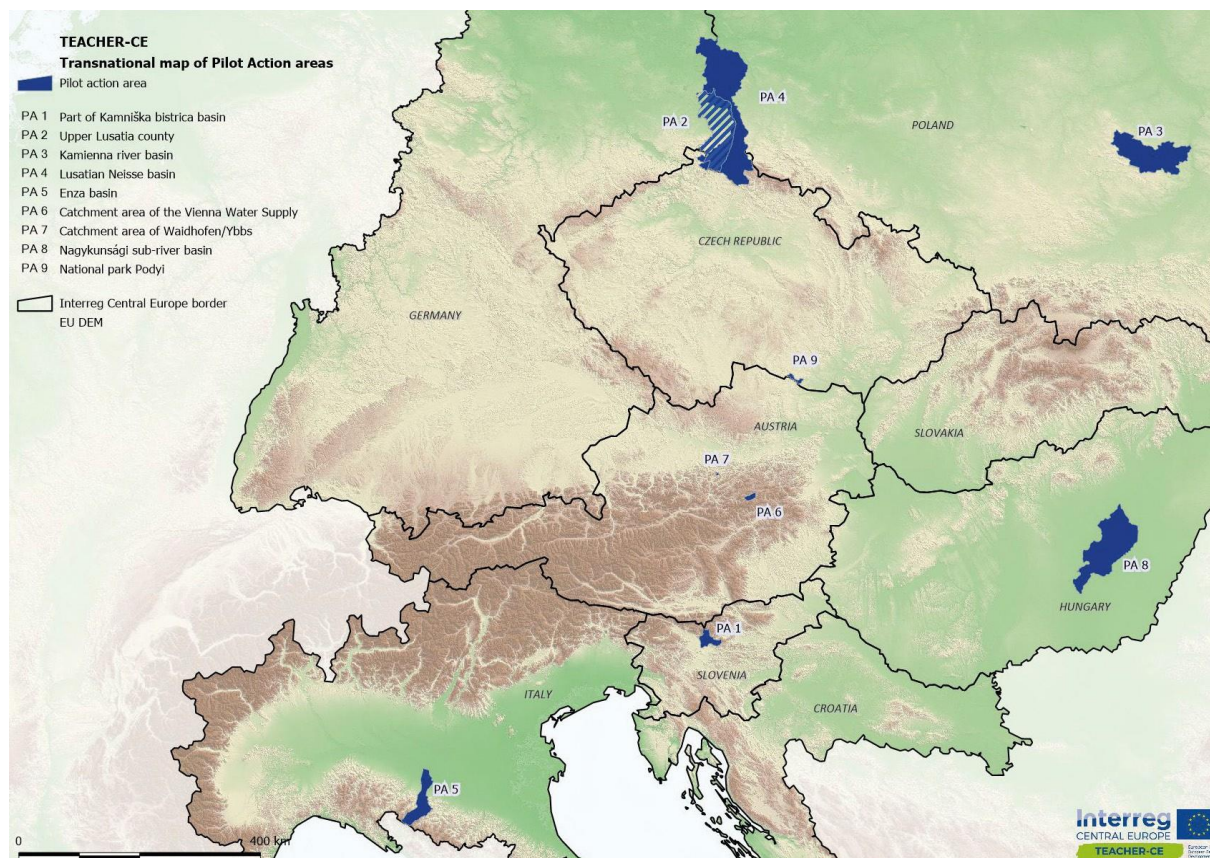 TEACHER-CE
Transnational map of Pilot Action areas
Pilot action area
PA 1 Part of Kamniška bistrica basin
PA 2 Upper Lusatia county
PA 3 Kamienna river basin
PA 4 Lusatian Neisse basin
PA 5 Enza basin
PA 6 Catchment area of the Vienna Water Supply
PA 7 Catchment area of Waidhofen/Ybbs
PA 8 Nagykunsági sub-river basin
PA 9 National park Podyi
Interreg Central Europe border
EU DEM
PA 4
PA 2
POLAND
PA 3
CZECH REPUBLIC
GERMANY
PA 9
AUSTRIA
SLOVAKIA
PA 7
PA 6
PA 8
HUNGARY
PA 1
SLOVENIA
ITALY
CROATIA
PA 5
0
400 km
Interreg
CENTRAL EUROPE
TEACHER-CE